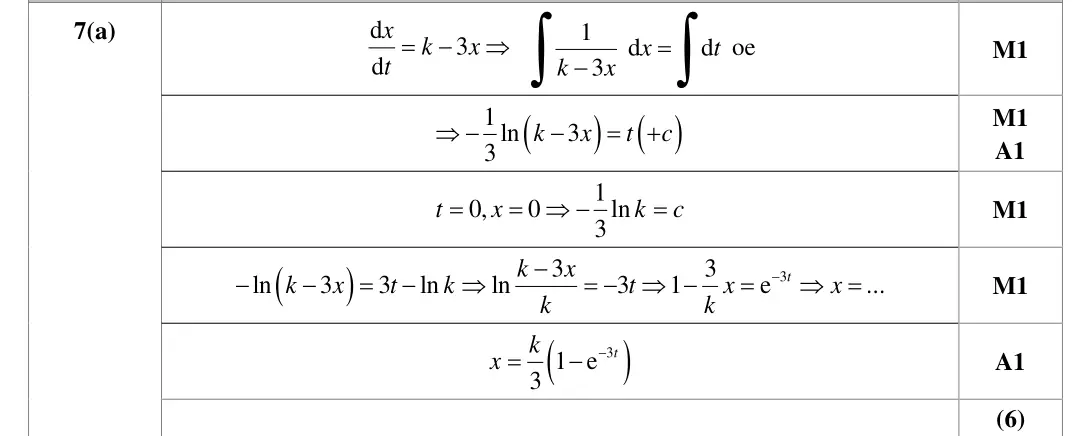 7(a)
dx/dt = k − 3x ⇒ ∫ 1/(k − 3x) dx = ∫ dt oe
M1
⇒ −1/3 ln(k − 3x) = t(+c)
M1
A1
t = 0, x = 0 ⇒ −1/3 ln k = c
M1
−ln(k − 3x) = 3t − ln k ⇒ ln (k − 3x)/k = −3t ⇒ 1 − 3/k x = e^(−3t) ⇒ x = ...
M1
x = k/3 (1 − e^(−3t))
A1
(6)